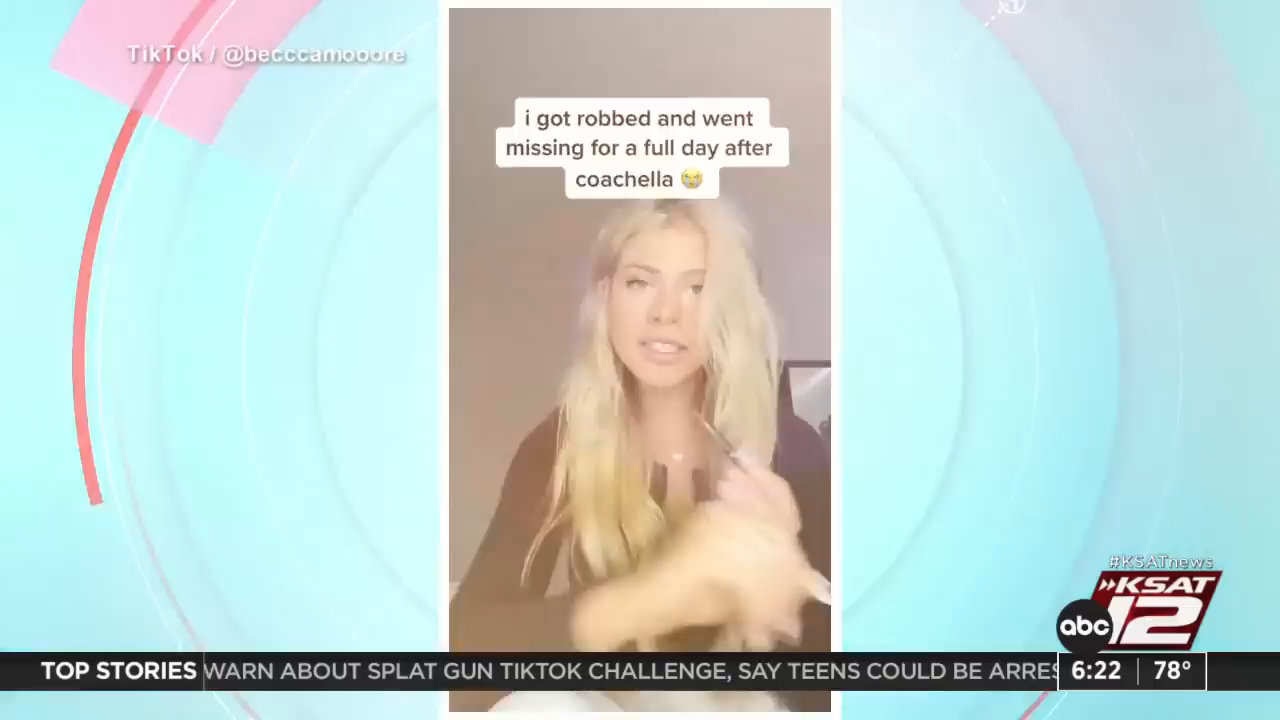 TikTok / @becccamooore
i got robbed and went
missing for a full day after
coachella 😭
#KSATnews
KSAT
abc 12
TOP STORIES WARN ABOUT SPLAT GUN TIKTOK CHALLENGE, SAY TEENS COULD BE ARRES 6:22 78°